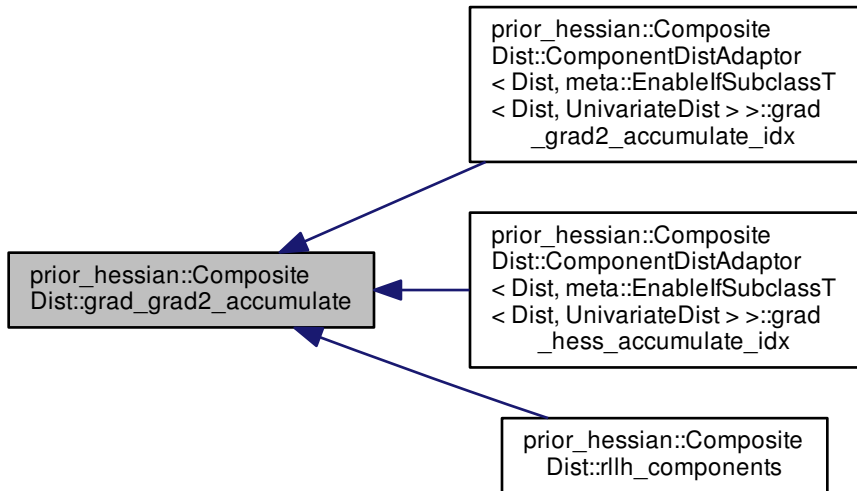 prior_hessian::Composite
Dist::ComponentDistAdaptor
< Dist, meta::EnableIfSubclassT
< Dist, UnivariateDist > >::grad
_grad2_accumulate_idx
prior_hessian::Composite
Dist::grad_grad2_accumulate
prior_hessian::Composite
Dist::ComponentDistAdaptor
< Dist, meta::EnableIfSubclassT
< Dist, UnivariateDist > >::grad
_hess_accumulate_idx
prior_hessian::Composite
Dist::rllh_components